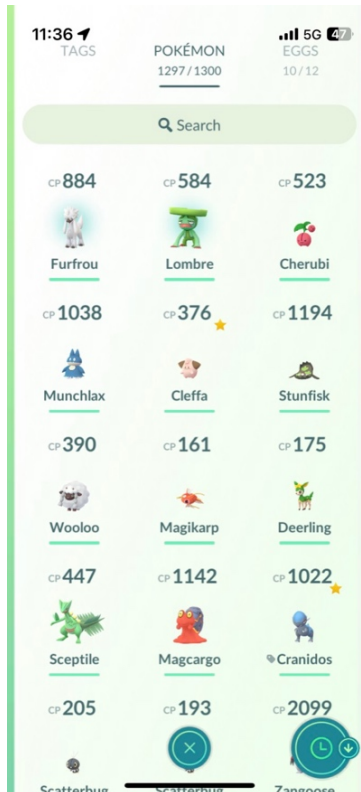 11:36 5G 47
TAGS POKÉMON EGGS
1297/1300 10/12
Search
CP884 CP584 CP523
Furfrou Lombre Cherubi
CP1038 CP376 CP1194
Munchlax Cleffa Stunfisk
CP390 CP161 CP175
Wooloo Magikarp Deerling
CP447 CP1142 CP1022
Sceptile Magcargo Cranidos
CP205 CP193 CP2099
Scatterbug Scatterbug Zangoose